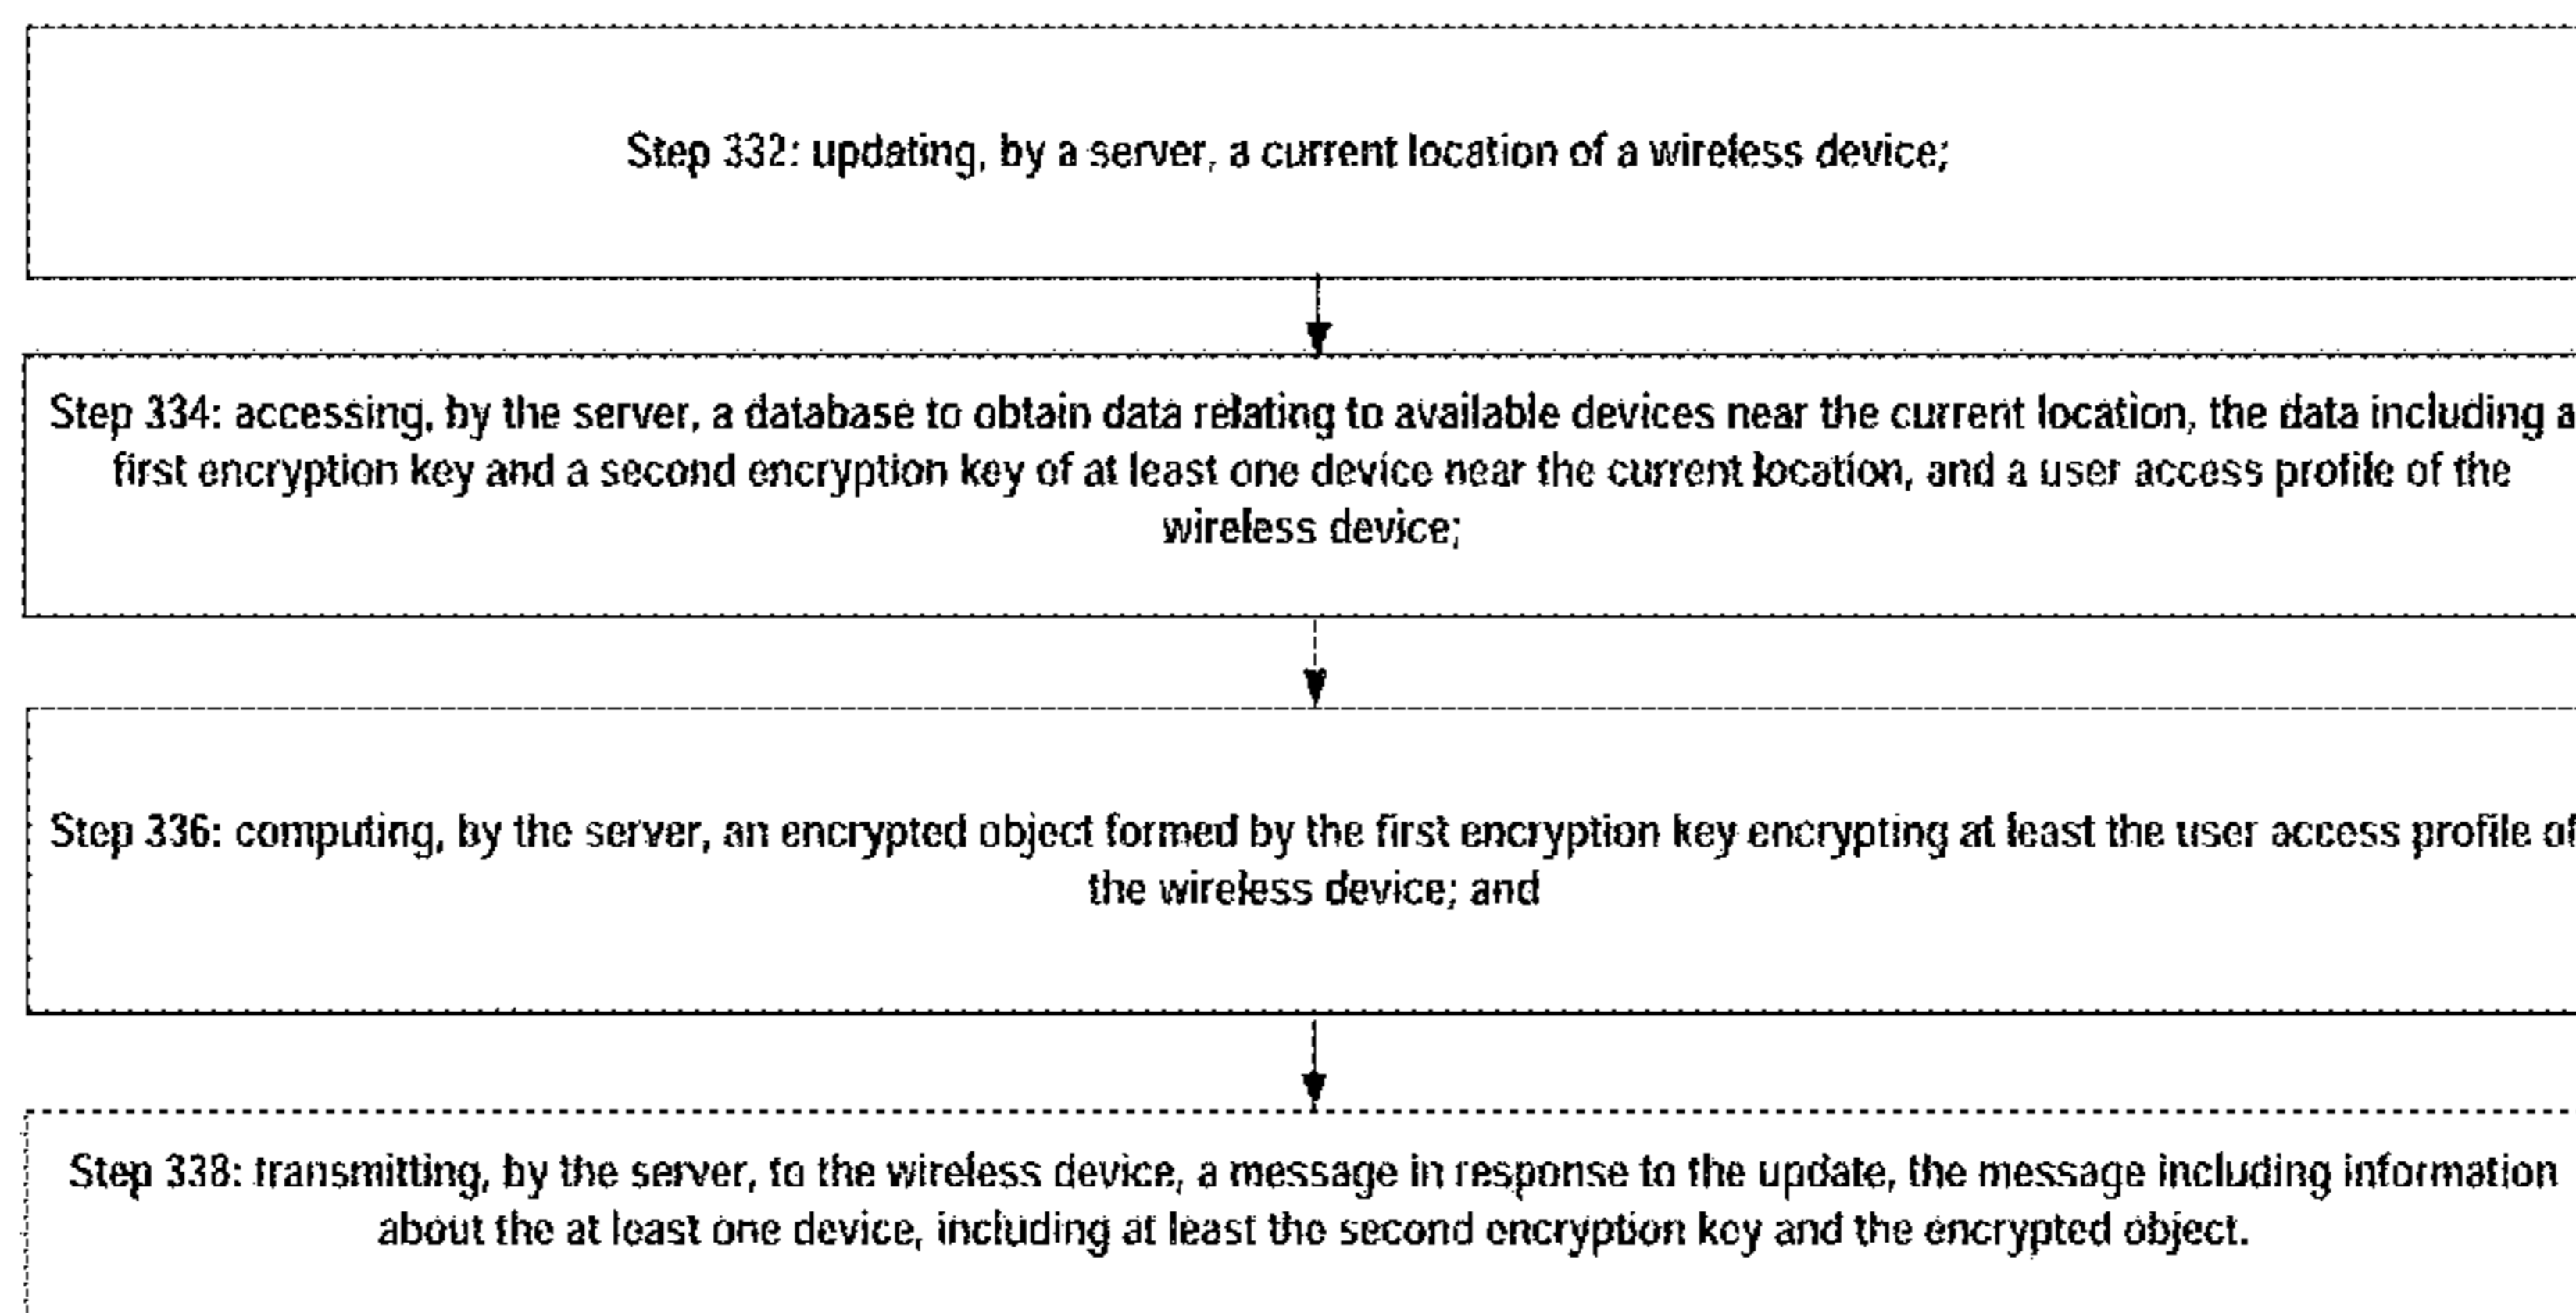 Step 332: updating, by a server, a current location of a wireless device;
Step 334: accessing, by the server, a database to obtain data relating to available devices near the current location, the data including a
first encryption key and a second encryption key of at least one device near the current location, and a user access profile of the
wireless device;
Step 336: computing, by the server, an encrypted object formed by the first encryption key encrypting at least the user access profile of
the wireless device; and
Step 338: transmitting, by the server, to the wireless device, a message in response to the update, the message including information
about the at least one device, including at least the second encryption key and the encrypted object.